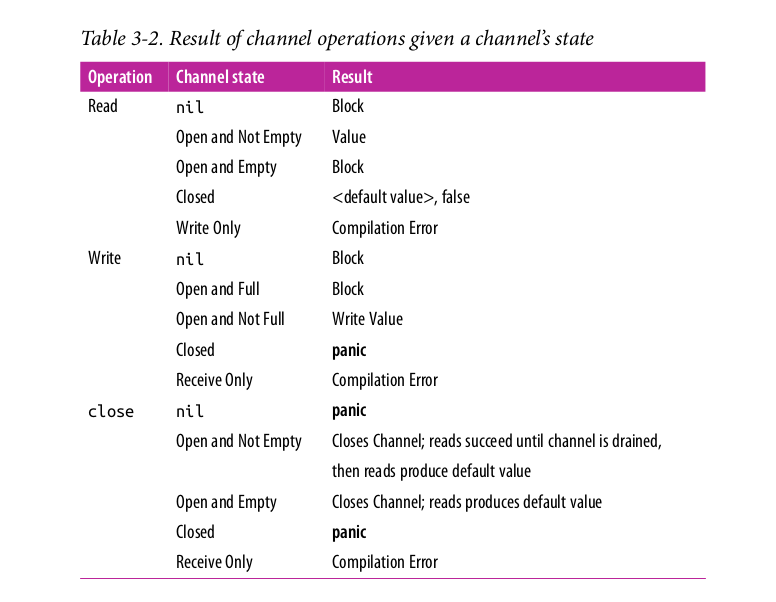 Table 3-2. Result of channel operations given a channel’s state
Operation Channel state Result
Read nil Block
Open and Not Empty Value
Open and Empty Block
Closed <default value>, false
Write Only Compilation Error
Write nil Block
Open and Full Block
Open and Not Full Write Value
Closed panic
Receive Only Compilation Error
close nil panic
Open and Not Empty Closes Channel; reads succeed until channel is drained,
then reads produce default value
Open and Empty Closes Channel; reads produces default value
Closed panic
Receive Only Compilation Error